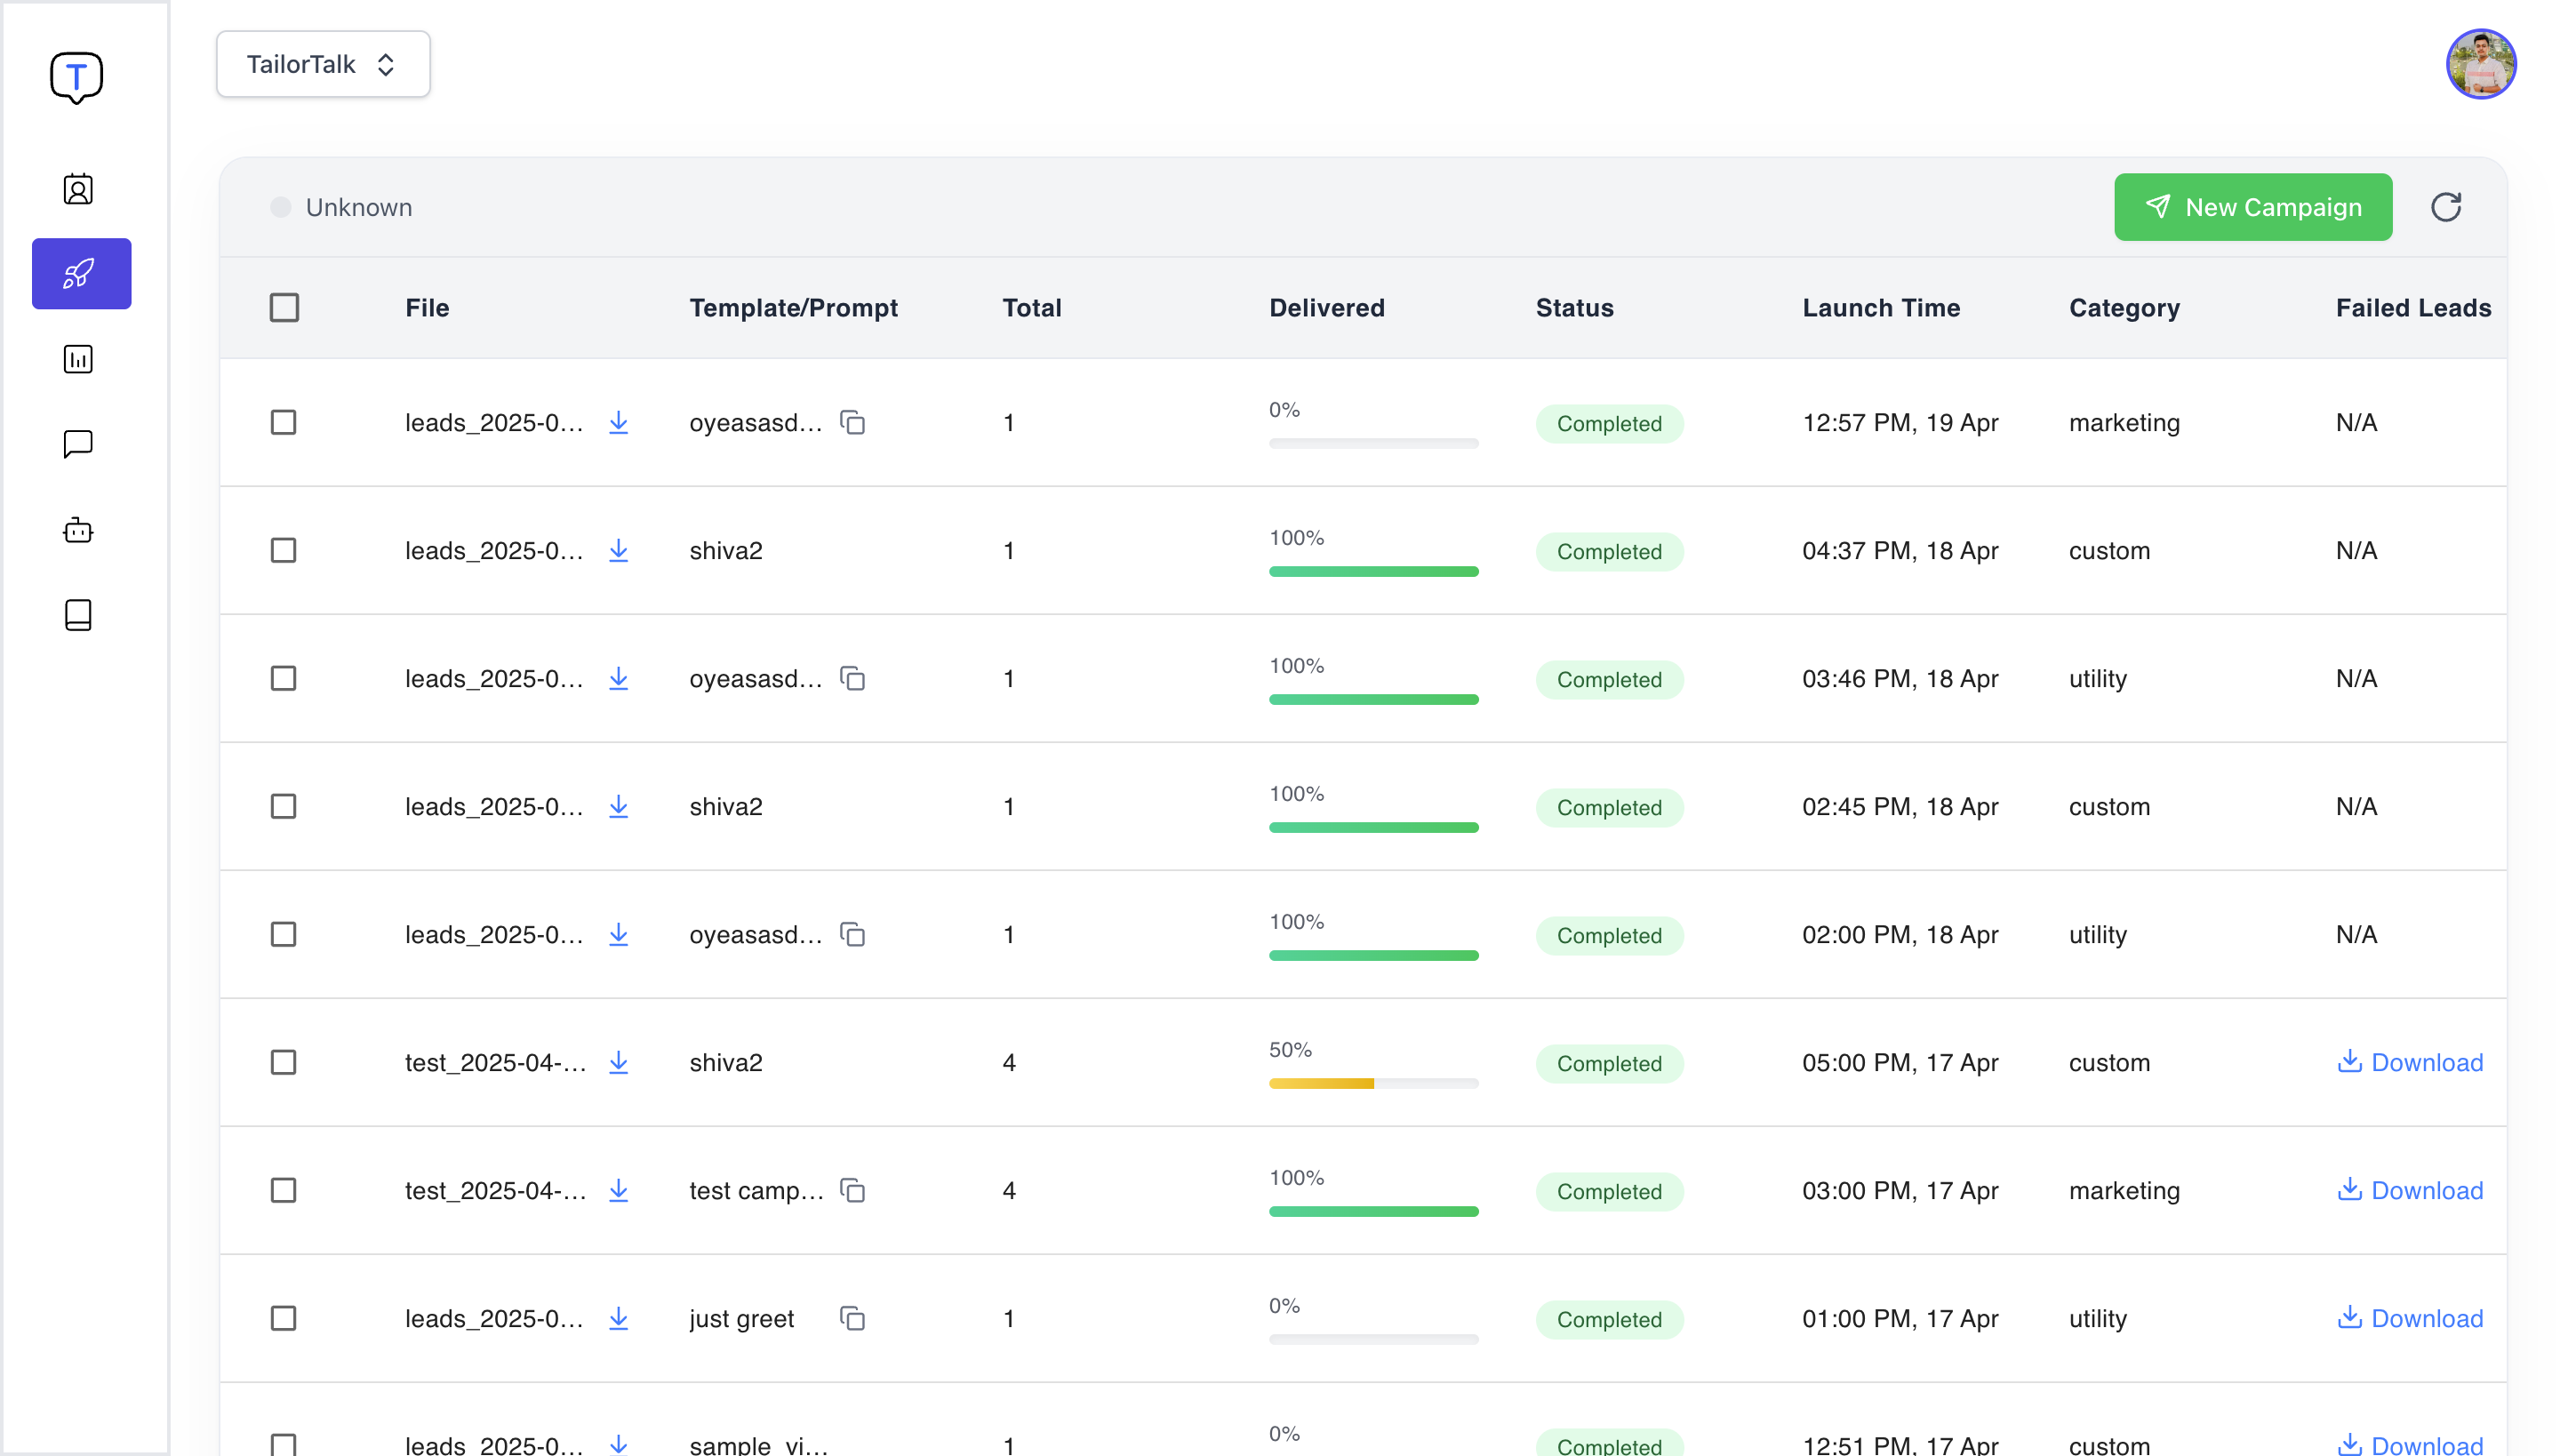 T
TailorTalk
Unknown
New Campaign
File Template/Prompt Total Delivered Status Launch Time Category Failed Leads
leads_2025-0... oyeasasd... 1 0% Completed 12:57 PM, 19 Apr marketing N/A
leads_2025-0... shiva2 1 100% Completed 04:37 PM, 18 Apr custom N/A
leads_2025-0... oyeasasd... 1 100% Completed 03:46 PM, 18 Apr utility N/A
leads_2025-0... shiva2 1 100% Completed 02:45 PM, 18 Apr custom N/A
leads_2025-0... oyeasasd... 1 100% Completed 02:00 PM, 18 Apr utility N/A
test_2025-04-... shiva2 4 50% Completed 05:00 PM, 17 Apr custom Download
test_2025-04-... test camp... 4 100% Completed 03:00 PM, 17 Apr marketing Download
leads_2025-0... just greet 1 0% Completed 01:00 PM, 17 Apr utility Download
leads_2025-0... sample_vi... 1 0% Completed 12:51 PM, 17 Apr custom Download